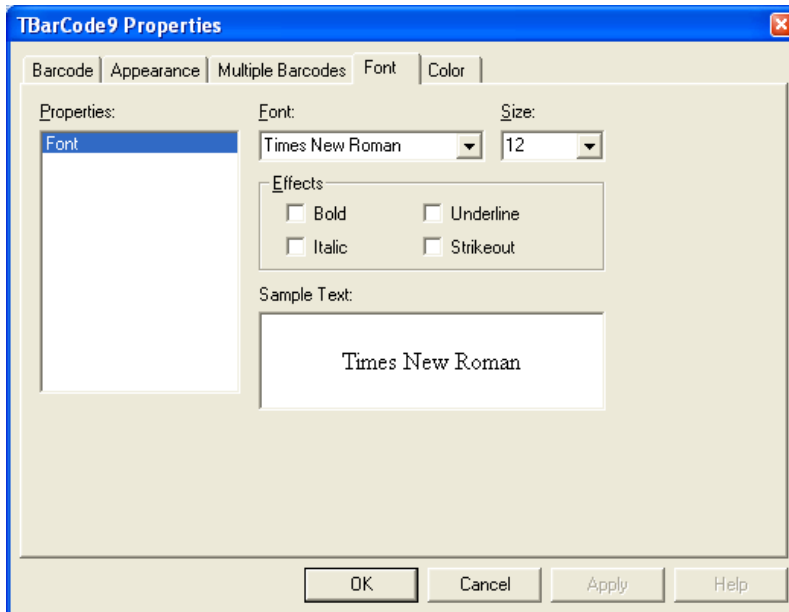 TBarCode9 Properties
Barcode Appearance Multiple Barcodes Font Color
Properties: Font: Size:
Font Times New Roman 12
Effects
Bold Underline
Italic Strikeout
Sample Text:
Times New Roman
OK Cancel Apply Help